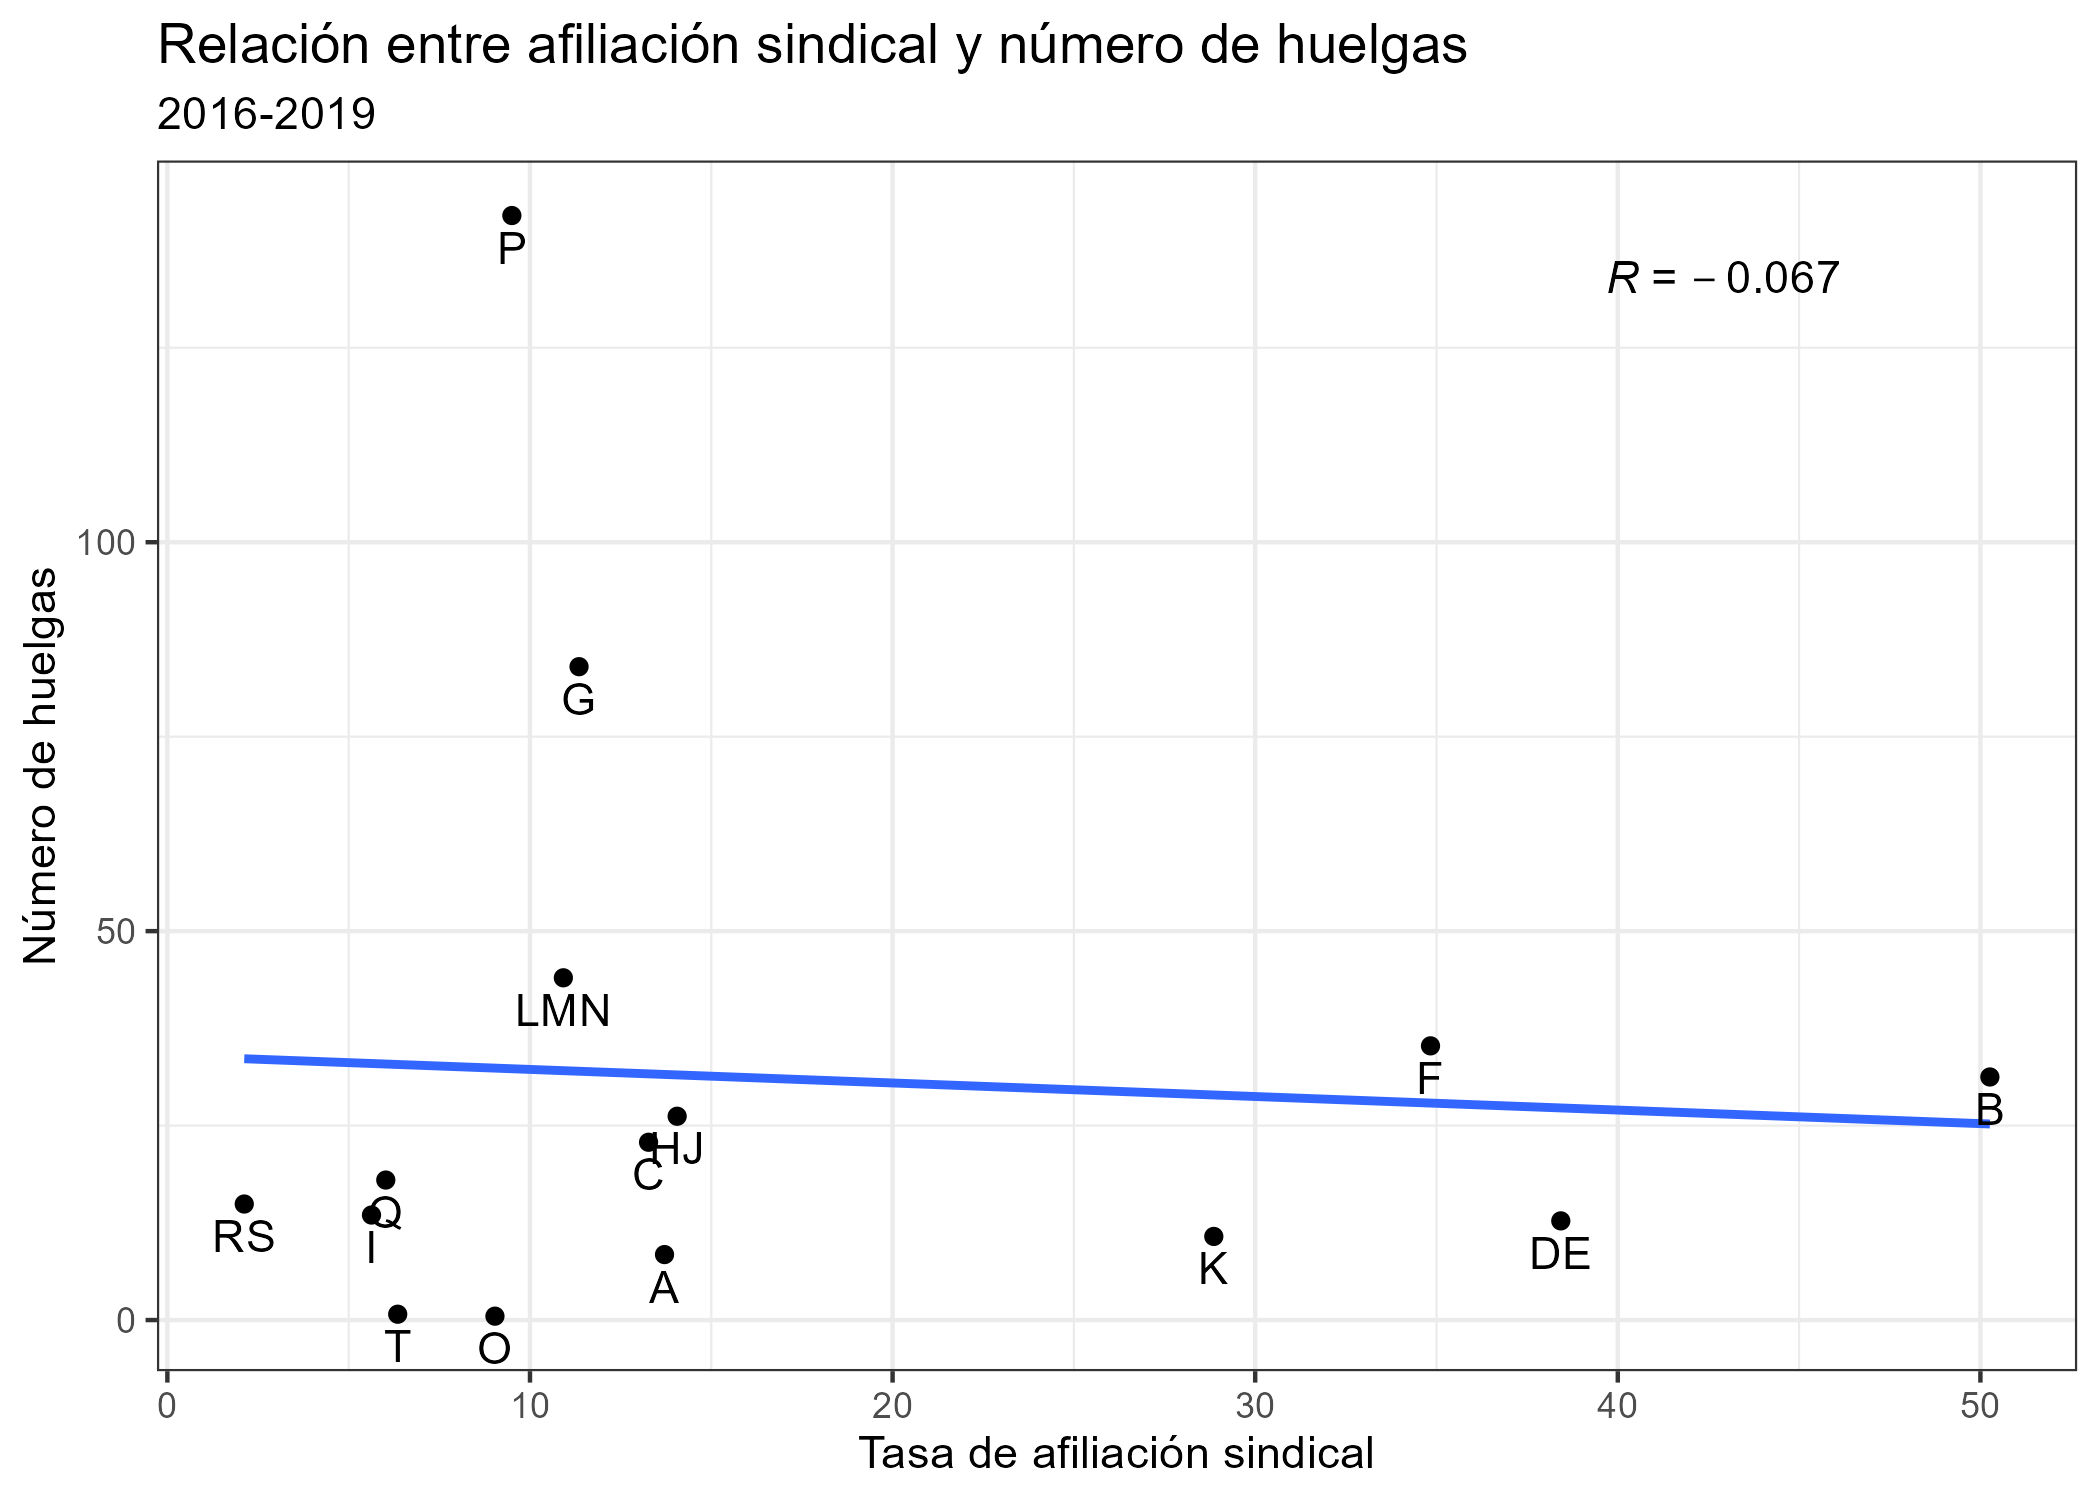 Relación entre afiliación sindical y número de huelgas
2016-2019
P
R = − 0.067
G
100
Número de huelgas
50
LMN
F
B
HJ
C
Q
RS
I
A
K
DE
T
O
0
0 10 20 30 40 50
Tasa de afiliación sindical